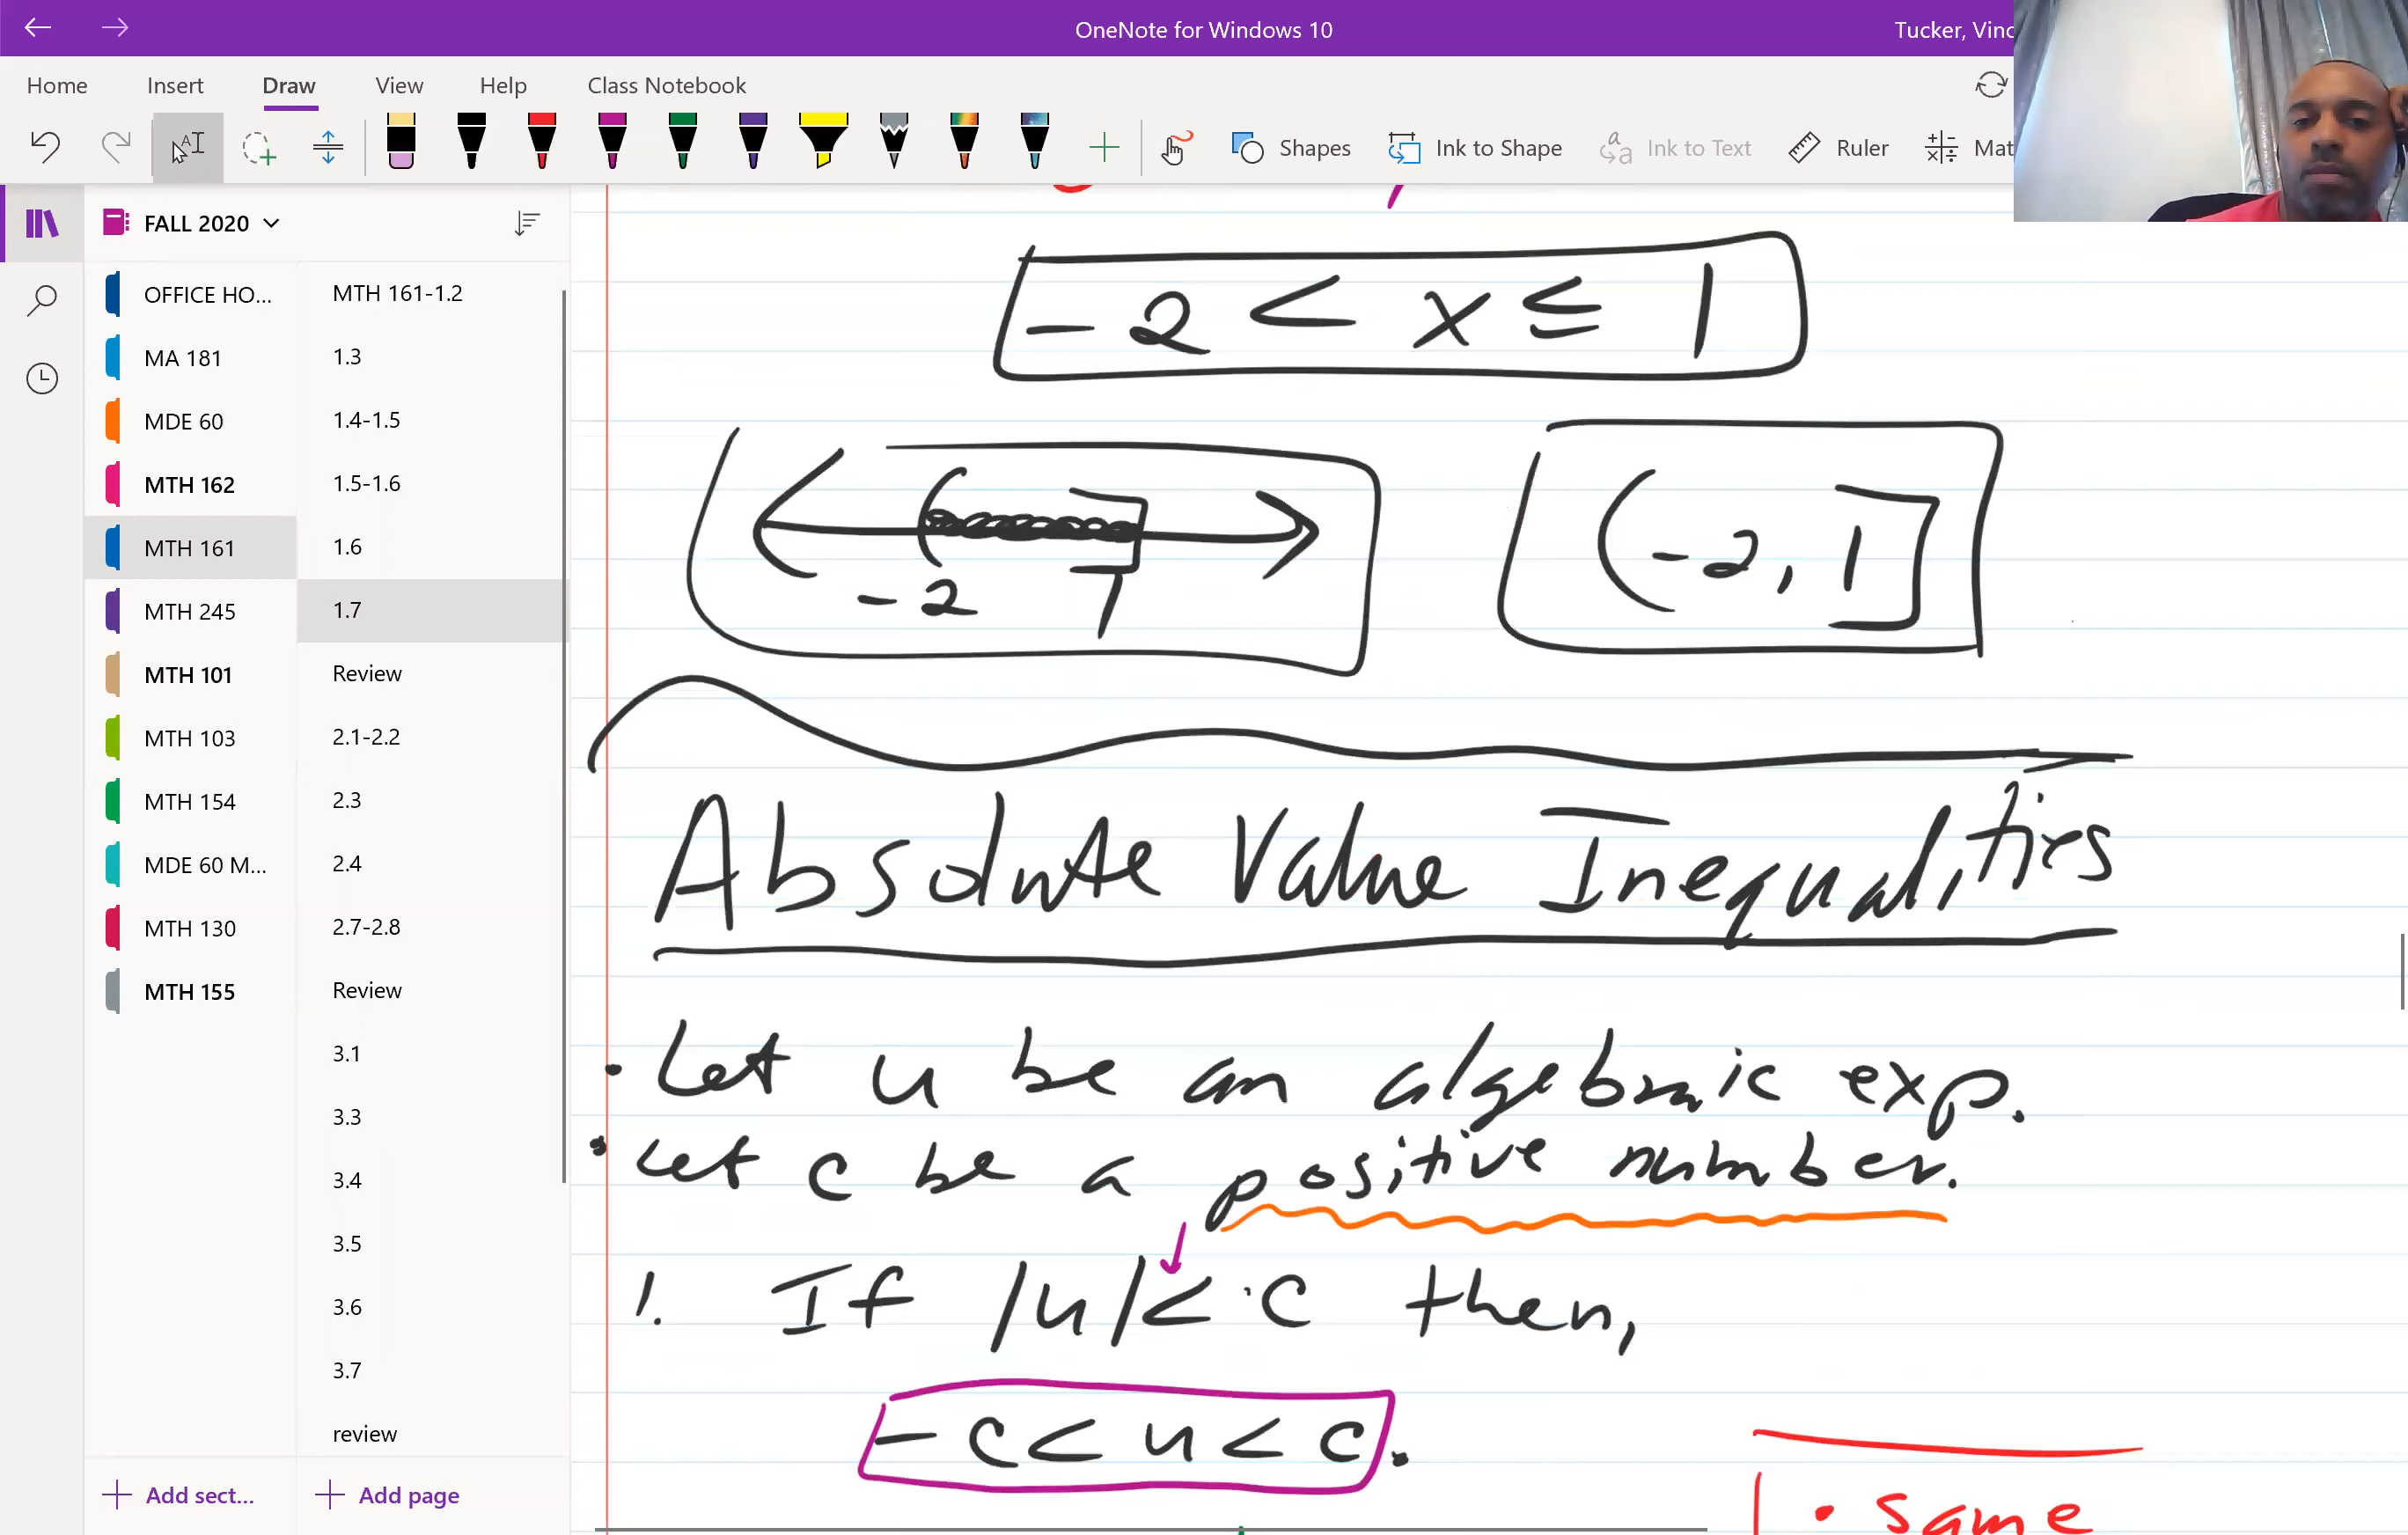 OneNote for Windows 10
Tucker, Vinc
Home Insert Draw View Help Class Notebook
Shapes Ink to Shape Ink to Text Ruler Mat
FALL 2020
OFFICE HO...
MA 181
MDE 60
MTH 162
MTH 161
MTH 245
MTH 101
MTH 103
MTH 154
MDE 60 M...
MTH 130
MTH 155
Add sect...
MTH 161-1.2
1.3
1.4-1.5
1.5-1.6
1.6
1.7
Review
2.1-2.2
2.3
2.4
2.7-2.8
Review
3.1
3.3
3.4
3.5
3.6
3.7
review
Add page
-2 < x ≤ 1
-2 1
(-2, 1]
Absolute Value Inequalities
• Let u be an algebraic exp.
• Let c be a positive number.
1. If |u| < c then,
-c < u < c.
• same